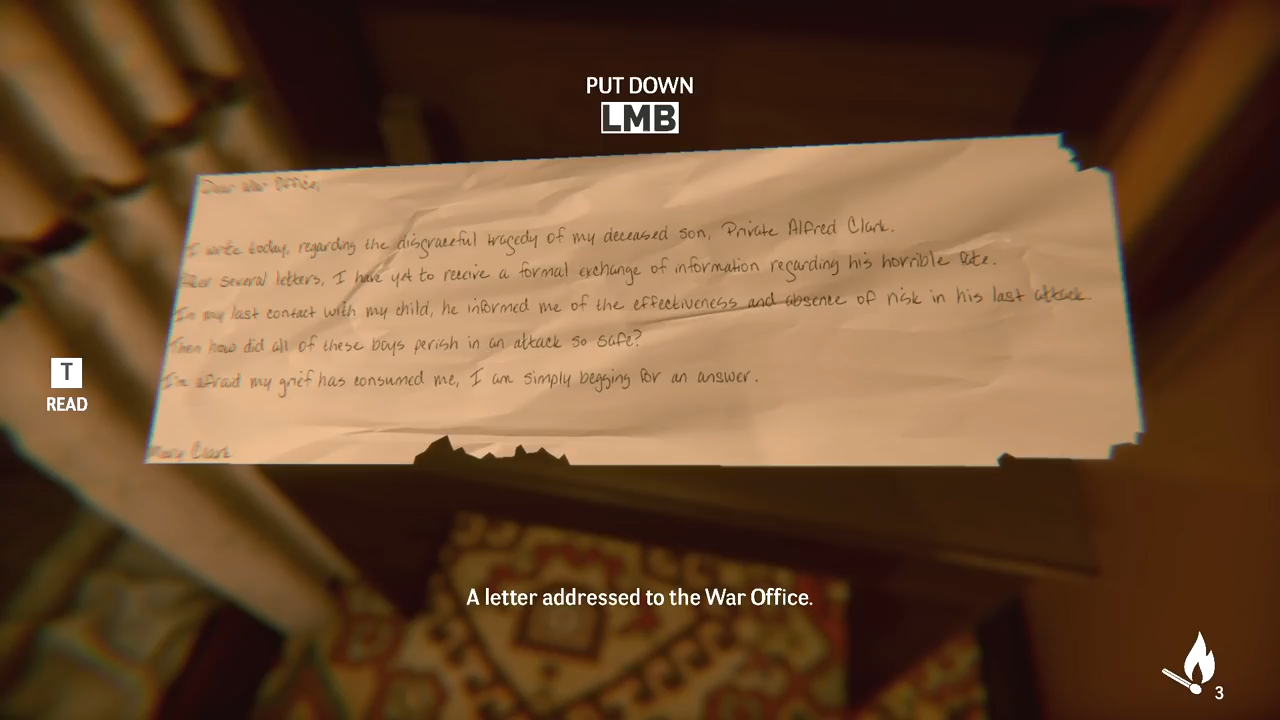 PUT DOWN
LMB
Dear War Office,
I write today, regarding the disgraceful tragedy of my deceased son, Private Alfred Clark.
After several letters, I have yet to receive a formal exchange of information regarding his horrible fate.
In my last contact with my child, he informed me of the effectiveness and absence of risk in his last attack.
Then how did all of these boys perish in an attack so safe?
I'm afraid my grief has consumed me, I am simply begging for an answer.
Mary Clark
T
READ
A letter addressed to the War Office.
3